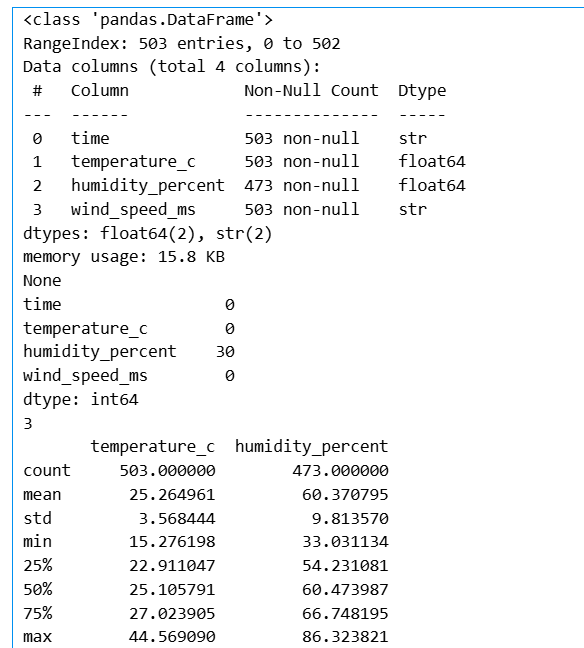 <class 'pandas.DataFrame'>
RangeIndex: 503 entries, 0 to 502
Data columns (total 4 columns):
 #   Column            Non-Null Count  Dtype
---  ------            --------------  -----
 0   time              503 non-null    str
 1   temperature_c     503 non-null    float64
 2   humidity_percent  473 non-null    float64
 3   wind_speed_ms     503 non-null    str
dtypes: float64(2), str(2)
memory usage: 15.8 KB
None
time                 0
temperature_c        0
humidity_percent    30
wind_speed_ms        0
dtype: int64
3
       temperature_c  humidity_percent
count     503.000000        473.000000
mean       25.264961         60.370795
std         3.568444          9.813570
min        15.276198         33.031134
25%        22.911047         54.231081
50%        25.105791         60.473987
75%        27.023905         66.748195
max        44.569090         86.323821